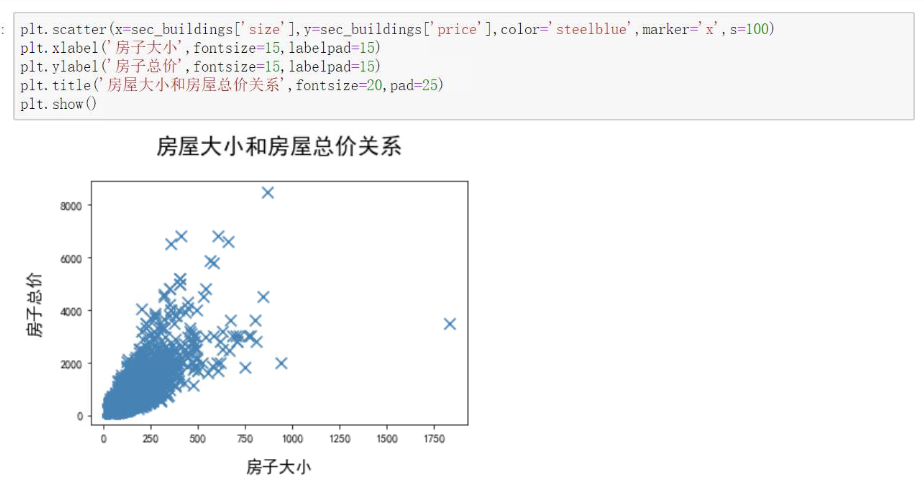 :
plt.scatter(x=sec_buildings['size'],y=sec_buildings['price'],color='steelblue',marker='x',s=100)
plt.xlabel('房子大小',fontsize=15,labelpad=15)
plt.ylabel('房子总价',fontsize=15,labelpad=15)
plt.title('房屋大小和房屋总价关系',fontsize=20,pad=25)
plt.show()
房屋大小和房屋总价关系
8000
6000
4000
2000
0
房子总价
0 250 500 750 1000 1250 1500 1750
房子大小